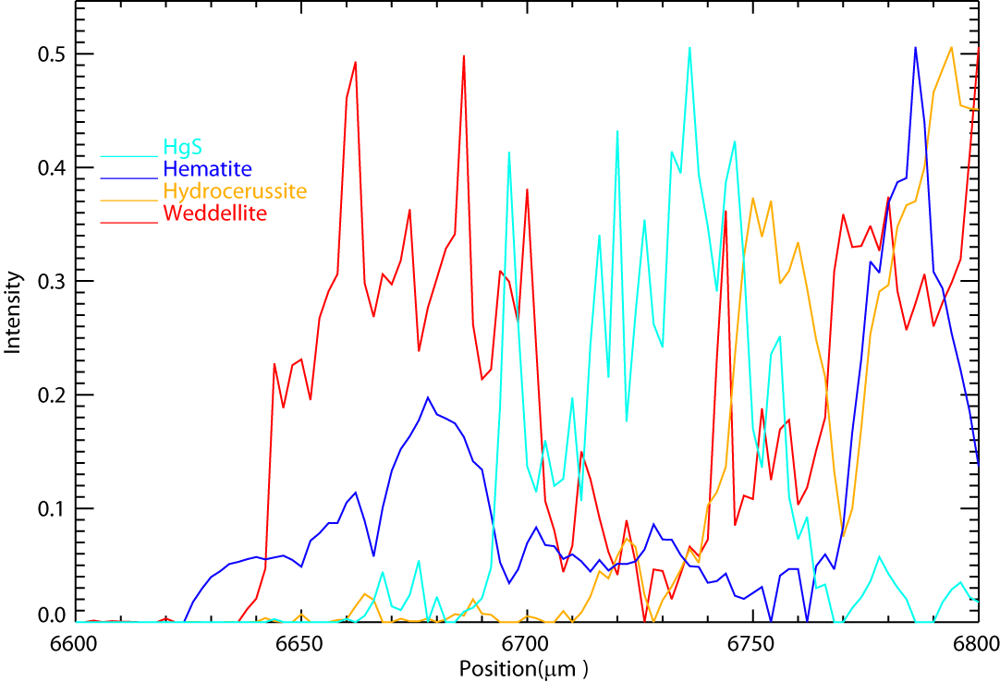 0.5
0.4
0.3
0.2
0.1
0.0
Intensity
HgS
Hematite
Hydrocerussite
Weddellite
6600 6650 6700 6750 6800
Position(μm )